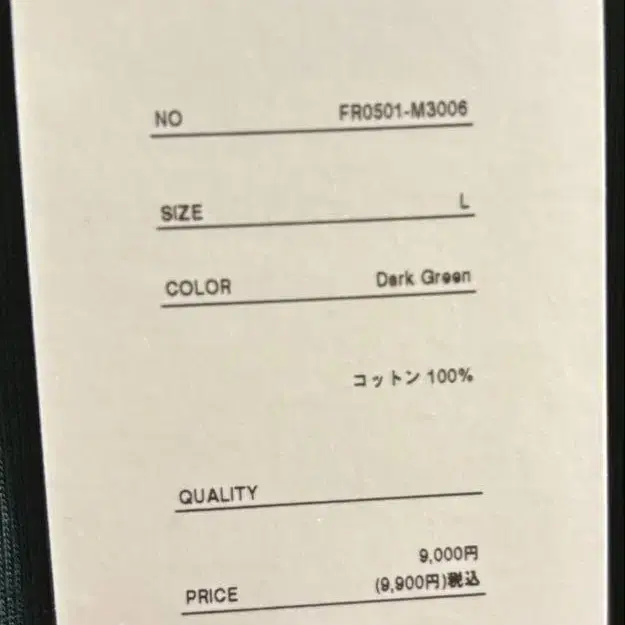 NO FR0501-M3006
SIZE L
COLOR Dark Green
コットン 100%
QUALITY
9,000円
PRICE (9,900円)税込